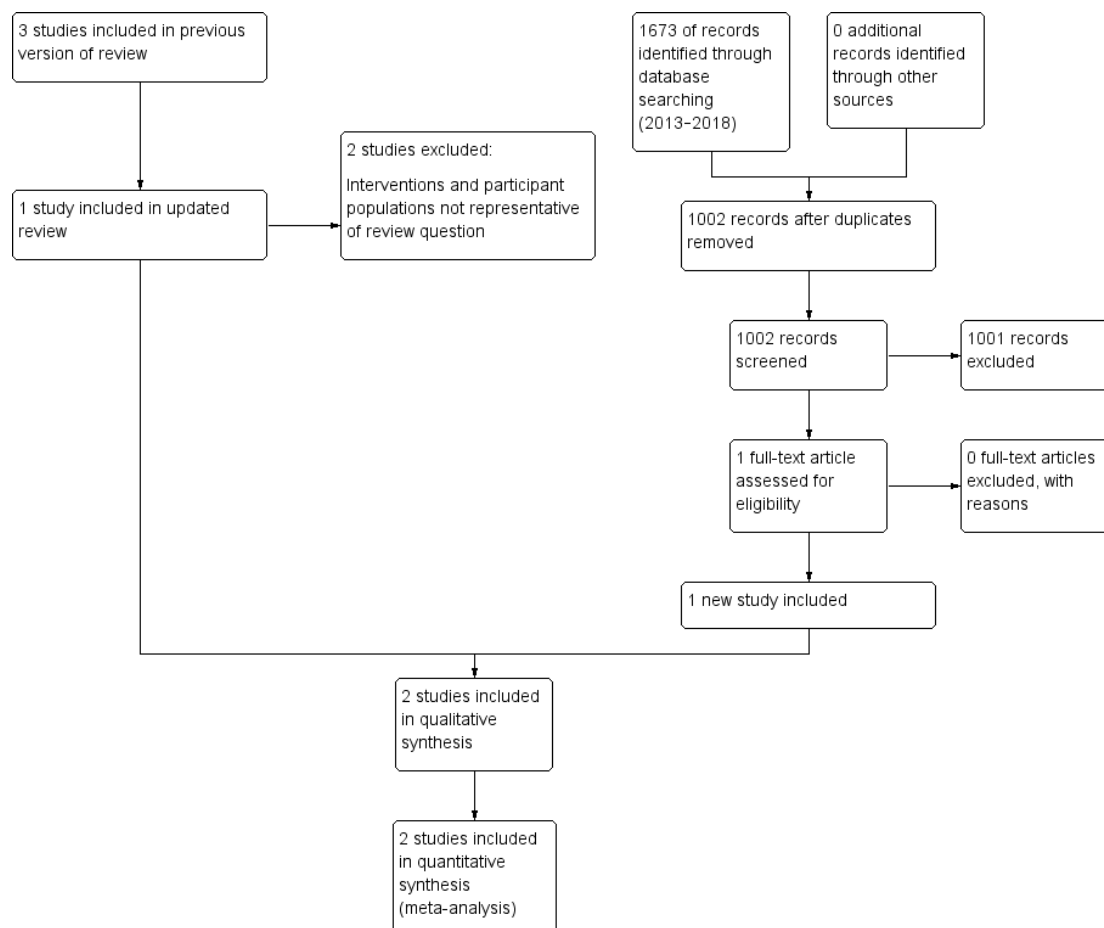 3 studies included in previous
version of review
1673 of records
identified through
database
searching
(2013–2018)
0 additional
records identified
through other
sources
2 studies excluded:
Interventions and participant
populations not representative
of review question
1 study included in updated
review
1002 records after duplicates
removed
1002 records
screened
1001 records
excluded
1 full-text article
assessed for
eligibility
0 full-text articles
excluded, with
reasons
1 new study included
2 studies included
in qualitative
synthesis
2 studies included
in quantitative
synthesis
(meta-analysis)